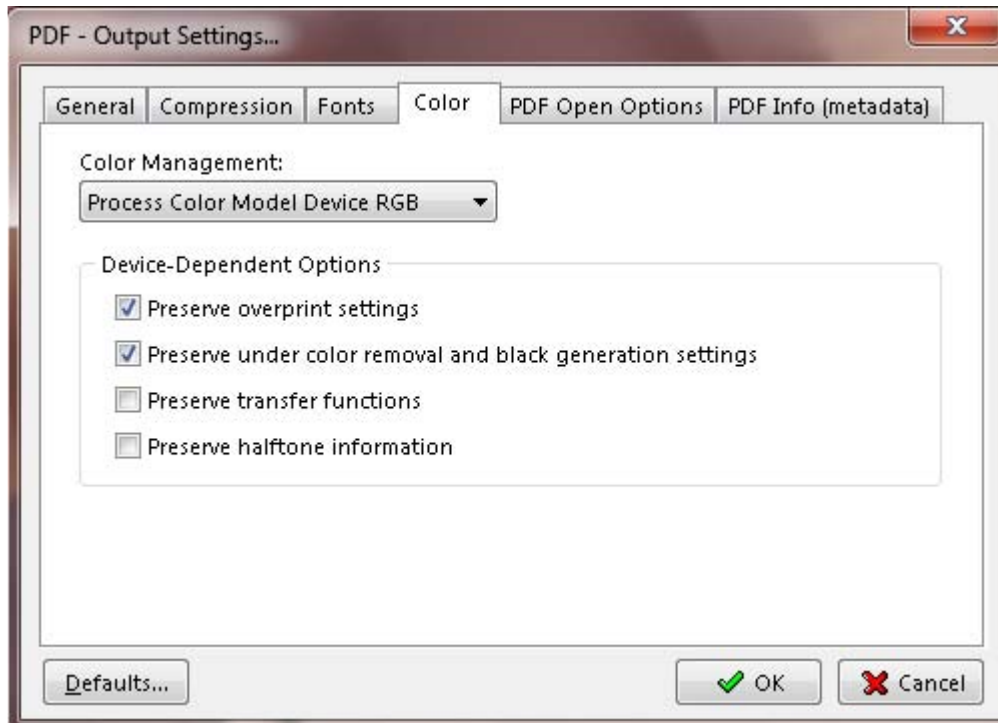 PDF - Output Settings...
General Compression Fonts Color PDF Open Options PDF Info (metadata)
Color Management:
Process Color Model Device RGB
Device-Dependent Options
Preserve overprint settings
Preserve under color removal and black generation settings
Preserve transfer functions
Preserve halftone information
Defaults... OK Cancel